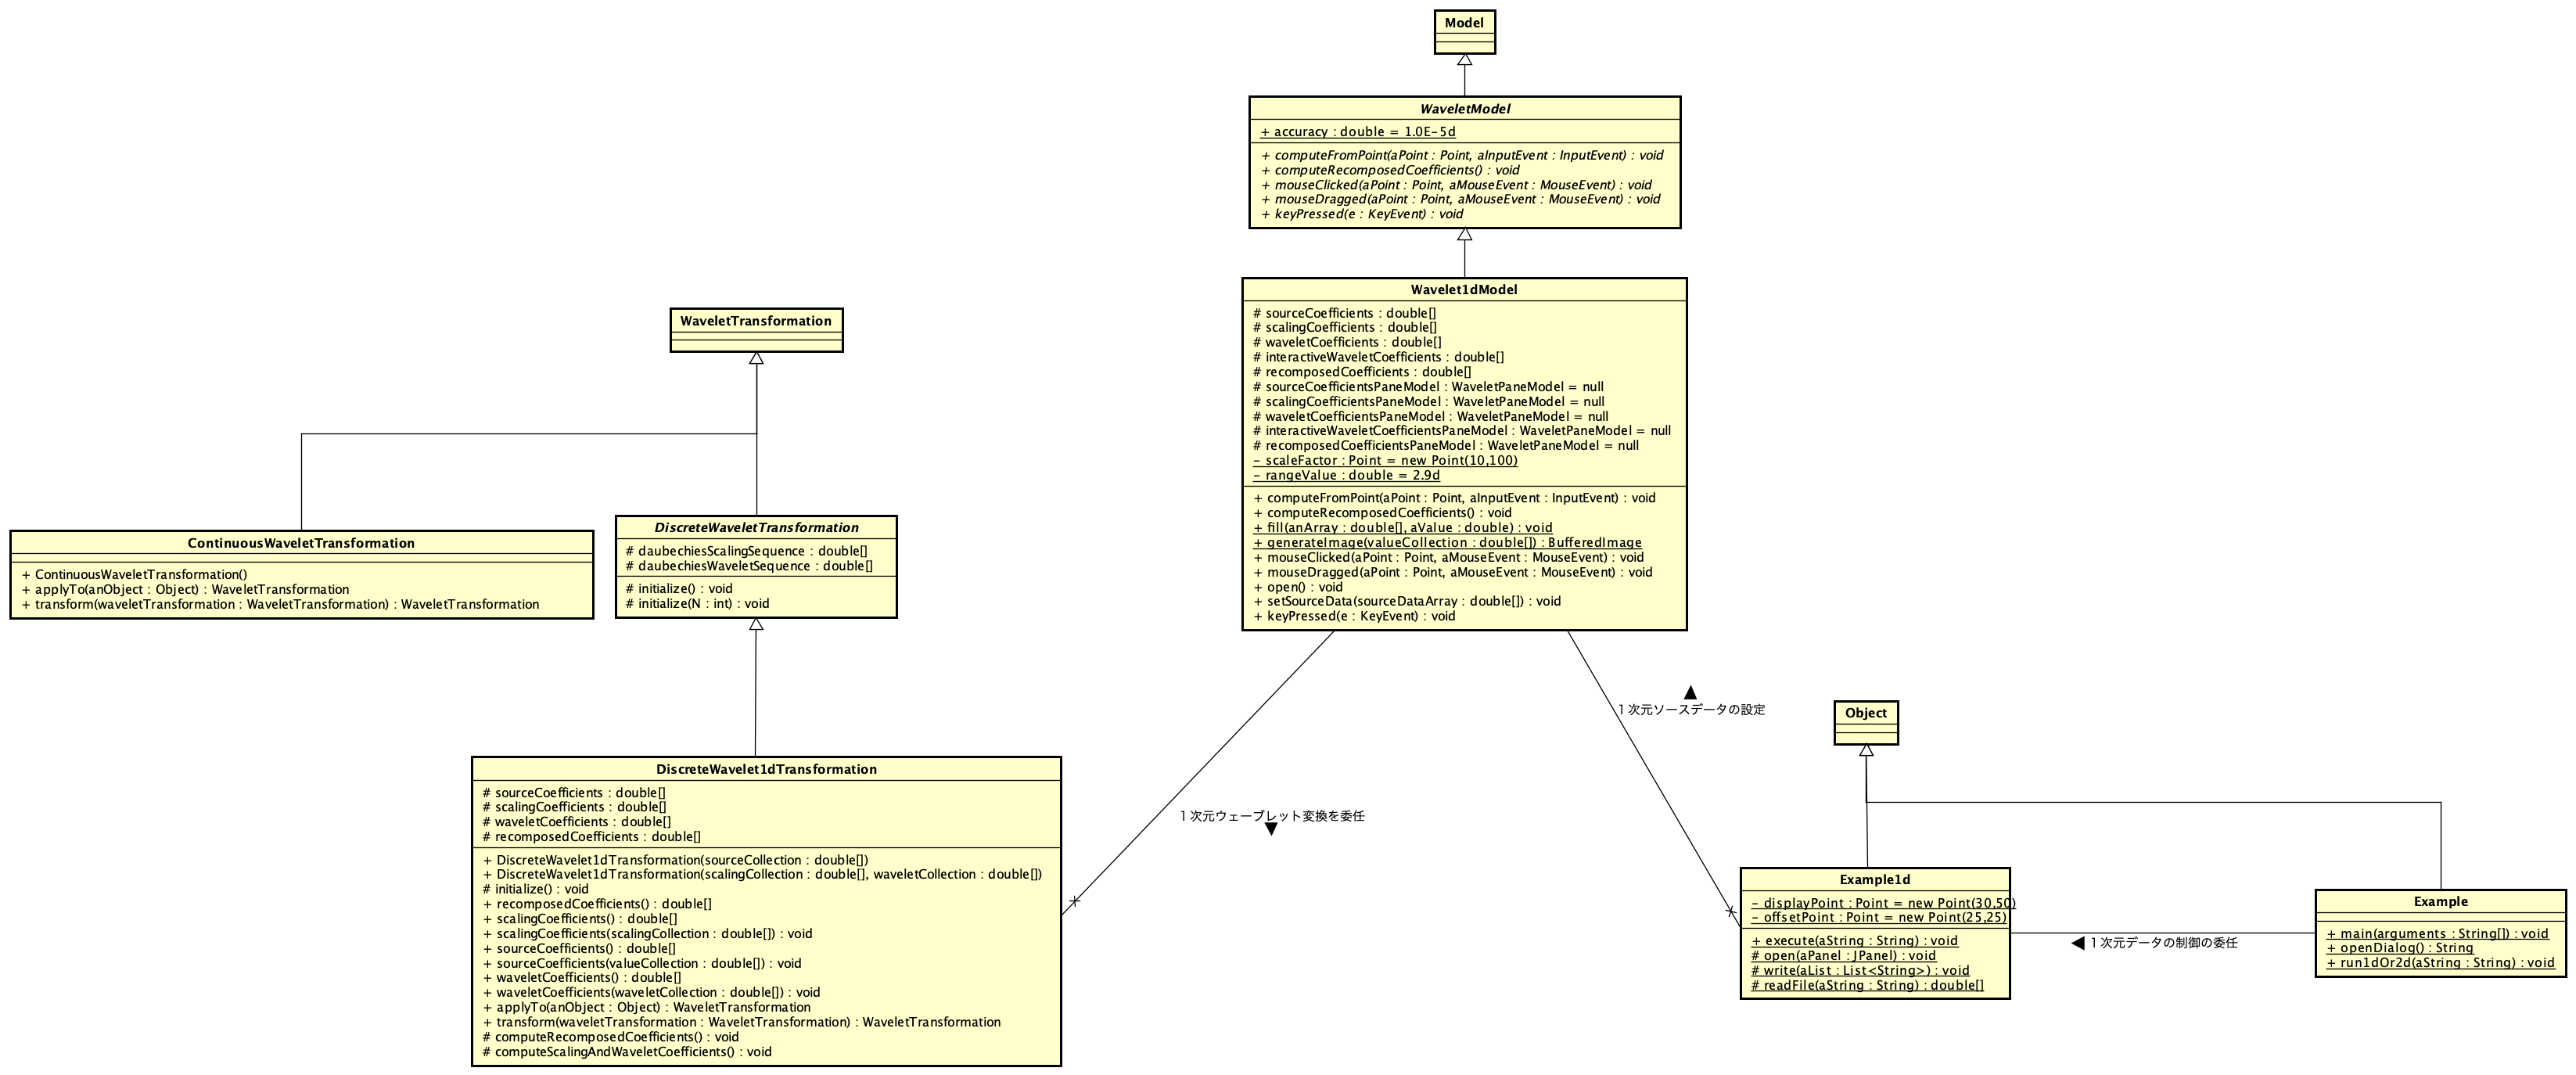 Model
WaveletModel
+ accuracy : double = 1.0E-5d
+ computeFromPoint(aPoint : Point, aInputEvent : InputEvent) : void
+ computeRecomposedCoefficients() : void
+ mouseClicked(aPoint : Point, aMouseEvent : MouseEvent) : void
+ mouseDragged(aPoint : Point, aMouseEvent : MouseEvent) : void
+ keyPressed(e : KeyEvent) : void
Wavelet1dModel
# sourceCoefficients : double[]
# scalingCoefficients : double[]
# waveletCoefficients : double[]
# interactiveWaveletCoefficients : double[]
# recomposedCoefficients : double[]
# sourceCoefficientsPaneModel : WaveletPaneModel = null
# scalingCoefficientsPaneModel : WaveletPaneModel = null
# waveletCoefficientsPaneModel : WaveletPaneModel = null
# interactiveWaveletCoefficientsPaneModel : WaveletPaneModel = null
# recomposedCoefficientsPaneModel : WaveletPaneModel = null
- scaleFactor : Point = new Point(10,100)
- rangeValue : double = 2.9d
+ computeFromPoint(aPoint : Point, aInputEvent : InputEvent) : void
+ computeRecomposedCoefficients() : void
+ fill(anArray : double[], aValue : double) : void
+ generateImage(valueCollection : double[]) : BufferedImage
+ mouseClicked(aPoint : Point, aMouseEvent : MouseEvent) : void
+ mouseDragged(aPoint : Point, aMouseEvent : MouseEvent) : void
+ open() : void
+ setSourceData(sourceDataArray : double[]) : void
+ keyPressed(e : KeyEvent) : void
WaveletTransformation
ContinuousWaveletTransformation
+ ContinuousWaveletTransformation()
+ applyTo(anObject : Object) : WaveletTransformation
+ transform(waveletTransformation : WaveletTransformation) : WaveletTransformation
DiscreteWaveletTransformation
# daubechiesScalingSequence : double[]
# daubechiesWaveletSequence : double[]
# initialize() : void
# initialize(N : int) : void
DiscreteWavelet1dTransformation
# sourceCoefficients : double[]
# scalingCoefficients : double[]
# waveletCoefficients : double[]
# recomposedCoefficients : double[]
+ DiscreteWavelet1dTransformation(sourceCollection : double[])
+ DiscreteWavelet1dTransformation(scalingCollection : double[], waveletCollection : double[])
# initialize() : void
+ recomposedCoefficients() : double[]
+ scalingCoefficients() : double[]
+ scalingCoefficients(scalingCollection : double[]) : void
+ sourceCoefficients() : double[]
+ sourceCoefficients(valueCollection : double[]) : void
+ waveletCoefficients() : double[]
+ waveletCoefficients(waveletCollection : double[]) : void
+ applyTo(anObject : Object) : WaveletTransformation
+ transform(waveletTransformation : WaveletTransformation) : WaveletTransformation
# computeRecomposedCoefficients() : void
# computeScalingAndWaveletCoefficients() : void
1次元ウェーブレット変換を委任
▼
▲
1次元ソースデータの設定
Object
Example1d
- displayPoint : Point = new Point(30,50)
- offsetPoint : Point = new Point(25,25)
+ execute(aString : String) : void
# open(aPanel : JPanel) : void
# write(aList : List<String>) : void
# readFile(aString : String) : double[]
◀ 1次元データの制御の委任
Example
+ main(arguments : String[]) : void
+ openDialog() : String
+ run1dOr2d(aString : String) : void